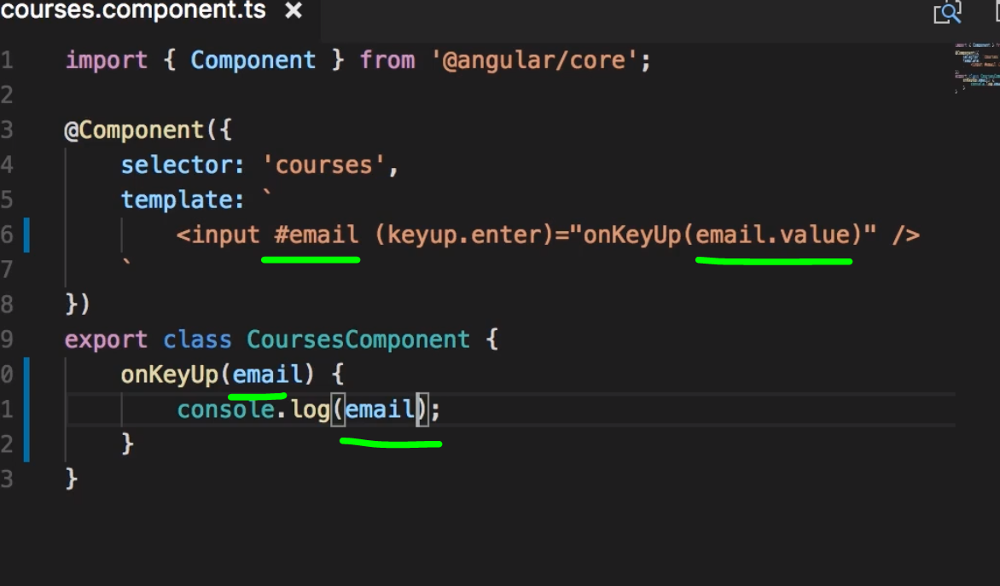 courses.component.ts ×
1 import { Component } from '@angular/core';
2
3 @Component({
4 selector: 'courses',
5 template: `
6 <input #email (keyup.enter)="onKeyUp(email.value)" />
7 `
8 })
9 export class CoursesComponent {
0 onKeyUp(email) {
1 console.log(email);
2 }
3 }